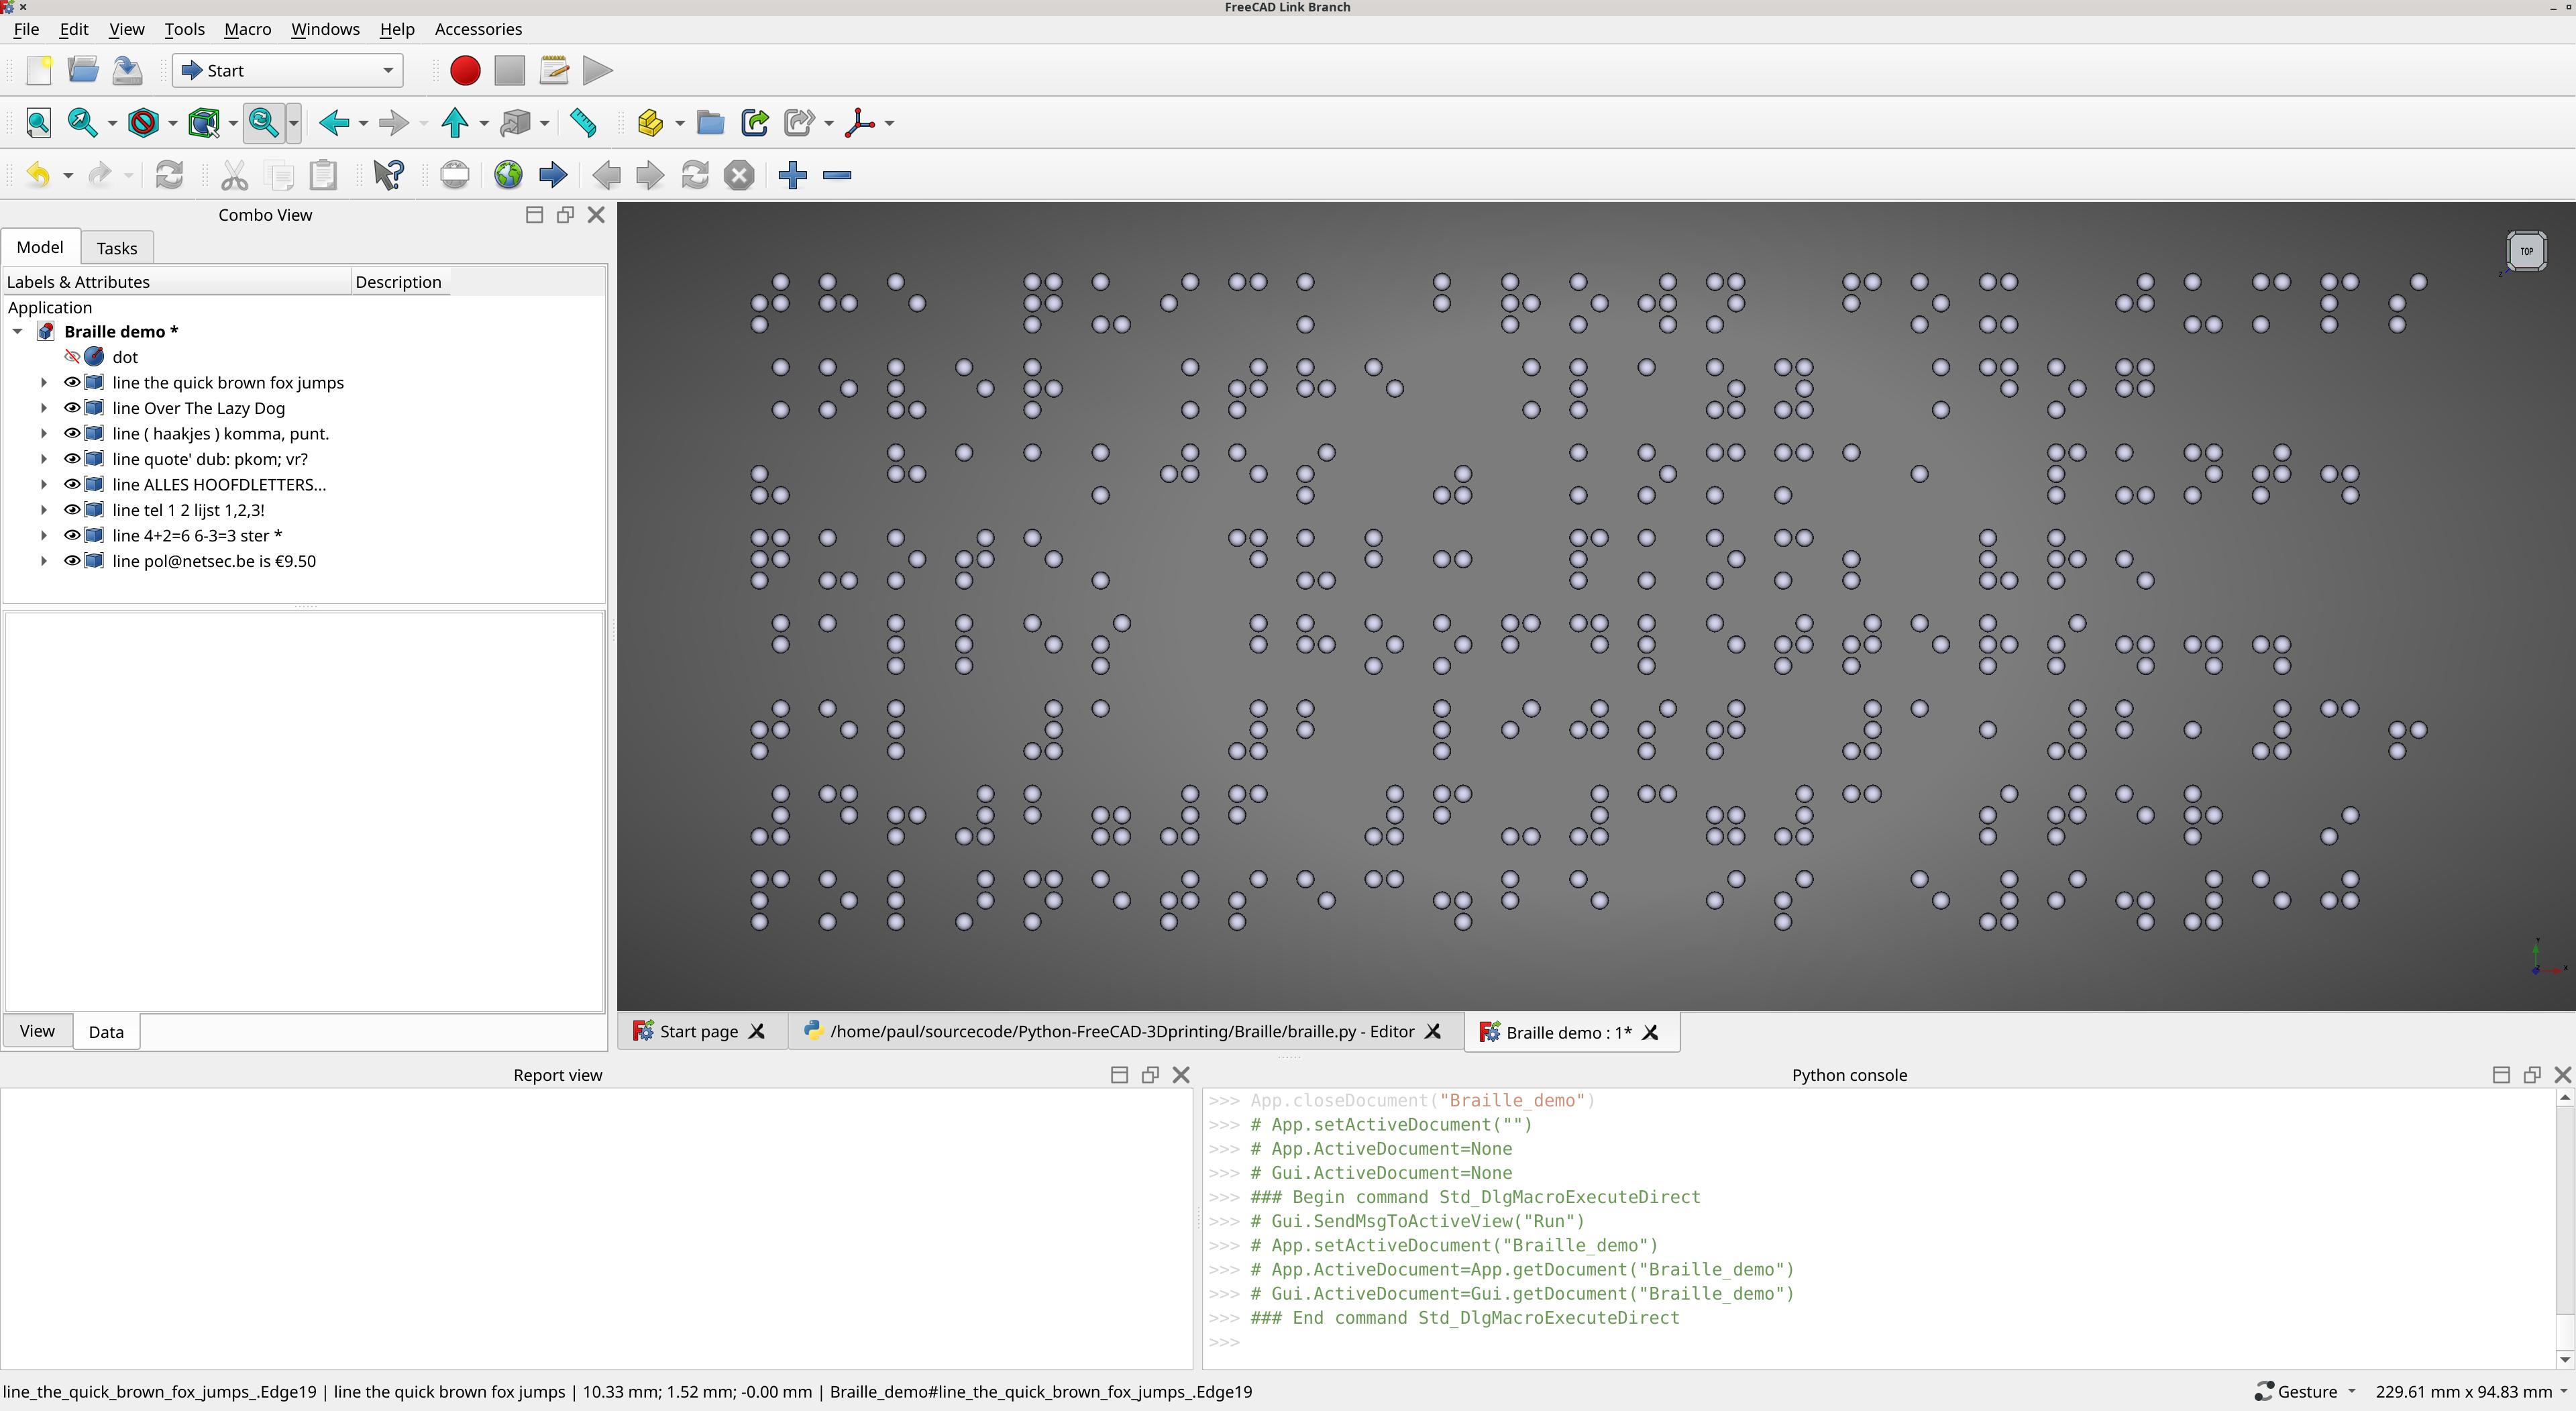 FreeCAD Link Branch
File Edit View Tools Macro Windows Help Accessories
Start
Combo View
Model Tasks
Labels & Attributes Description
Application
Braille demo *
dot
line the quick brown fox jumps
line Over The Lazy Dog
line ( haakjes ) komma, punt.
line quote' dub: pkom; vr?
line ALLES HOOFDLETTERS...
line tel 1 2 lijst 1,2,3!
line 4+2=6 6-3=3 ster *
line pol@netsec.be is €9.50
View Data
TOP
⠞⠓⠑ ⠟⠥⠊⠉⠅ ⠃⠗⠕⠺⠝ ⠋⠕⠭ ⠚⠥⠍⠏⠎
⠨⠕⠧⠑⠗ ⠨⠞⠓⠑ ⠨⠇⠁⠵⠽ ⠨⠙⠕⠛
⠦ ⠓⠁⠁⠅⠚⠑⠎ ⠴ ⠅⠕⠍⠍⠁⠂ ⠏⠥⠝⠞⠲
⠟⠥⠕⠞⠑⠄ ⠙⠥⠃⠒ ⠏⠅⠕⠍⠆ ⠧⠗⠢
⠘⠁⠇⠇⠑⠎ ⠘⠓⠕⠕⠋⠙⠇⠑⠞⠞⠑⠗⠎⠲⠲⠲
⠞⠑⠇ ⠼⠁ ⠼⠃ ⠇⠊⠚⠎⠞ ⠼⠁⠂⠼⠃⠂⠼⠉⠖
⠼⠙⠖⠼⠃⠶⠼⠋ ⠼⠋⠤⠼⠉⠶⠼⠉ ⠎⠞⠑⠗ ⠔
⠏⠕⠇⠜⠝⠑⠞⠎⠑⠉⠲⠃⠑ ⠊⠎ ⠑⠼⠊⠲⠼⠑⠚
Start page /home/paul/sourcecode/Python-FreeCAD-3Dprinting/Braille/braille.py - Editor Braille demo : 1*
Report view
Python console
>>> App.closeDocument("Braille_demo")
>>> # App.setActiveDocument("")
>>> # App.ActiveDocument=None
>>> # Gui.ActiveDocument=None
>>> ### Begin command Std_DlgMacroExecuteDirect
>>> # Gui.SendMsgToActiveView("Run")
>>> # App.setActiveDocument("Braille_demo")
>>> # App.ActiveDocument=App.getDocument("Braille_demo")
>>> # Gui.ActiveDocument=Gui.getDocument("Braille_demo")
>>> ### End command Std_DlgMacroExecuteDirect
>>>
line_the_quick_brown_fox_jumps_.Edge19 | line the quick brown fox jumps | 10.33 mm; 1.52 mm; -0.00 mm | Braille_demo#line_the_quick_brown_fox_jumps_.Edge19
Gesture 229.61 mm x 94.83 mm